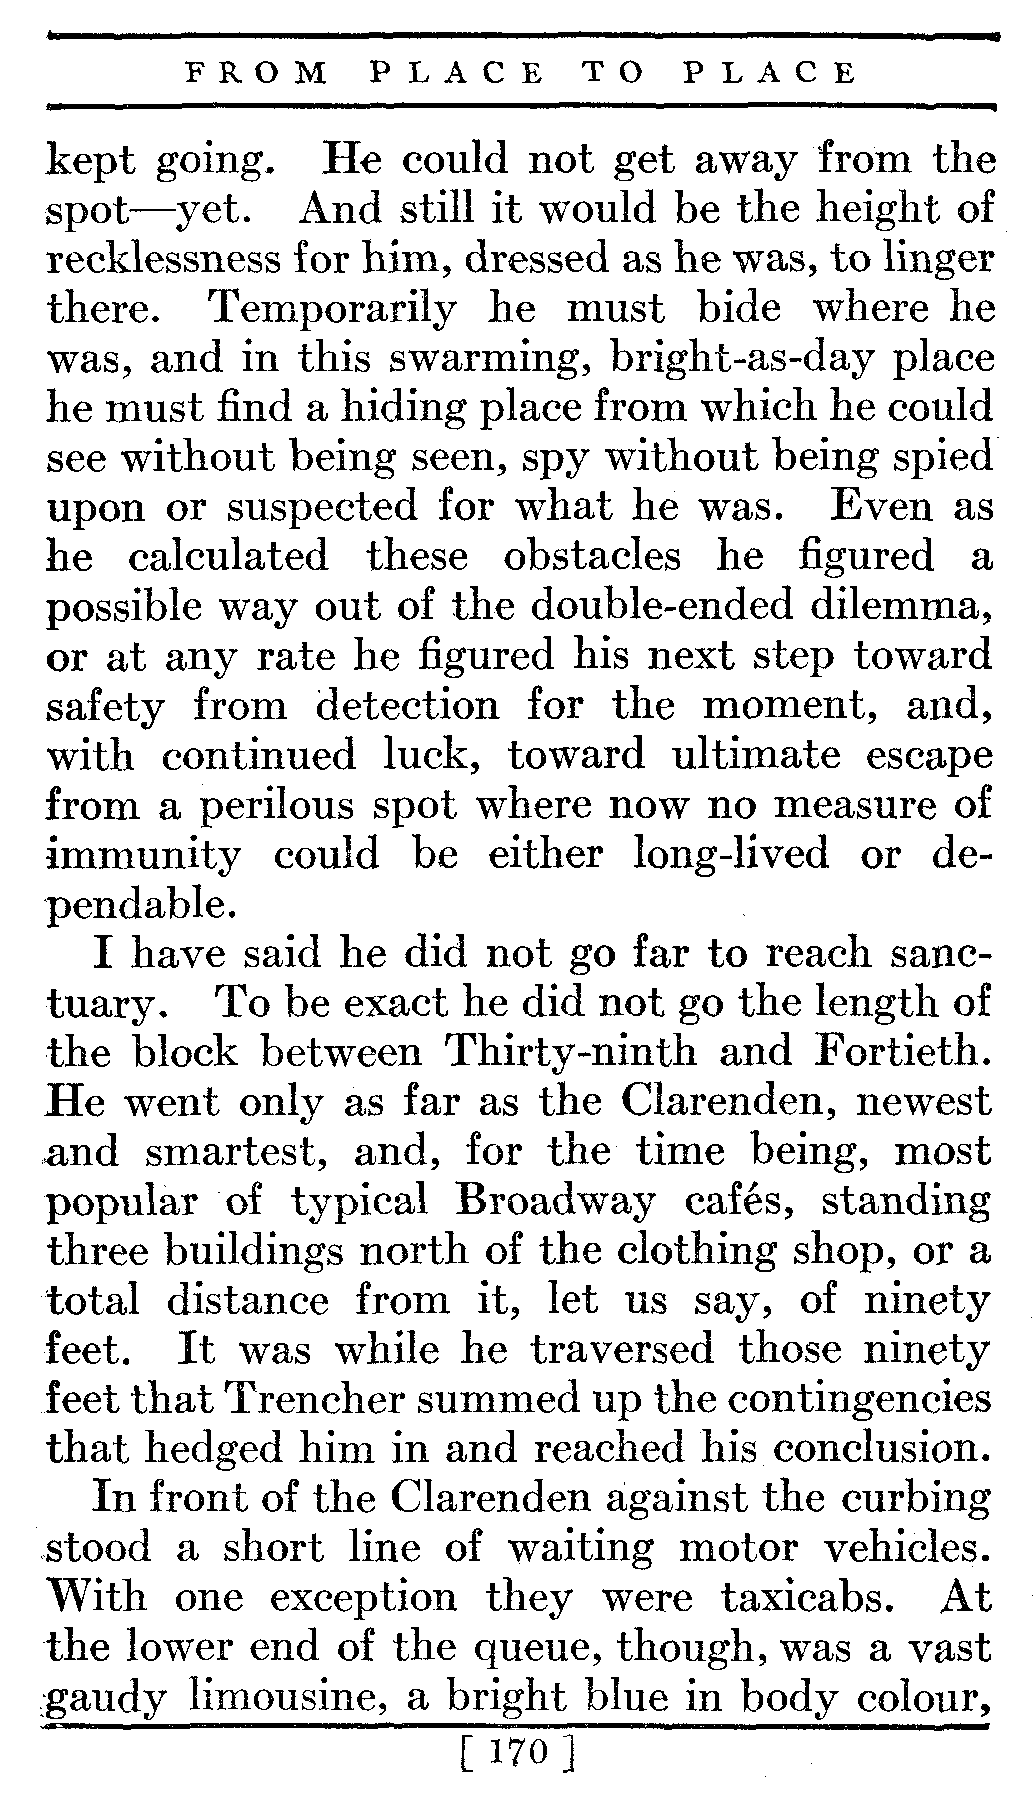 FROM PLACE TO PLACE
kept going. He could not get away from the
spot—yet. And still it would be the height of
recklessness for him, dressed as he was, to linger
there. Temporarily he must bide where he
was, and in this swarming, bright-as-day place
he must find a hiding place from which he could
see without being seen, spy without being spied
upon or suspected for what he was. Even as
he calculated these obstacles he figured a
possible way out of the double-ended dilemma,
or at any rate he figured his next step toward
safety from detection for the moment, and,
with continued luck, toward ultimate escape
from a perilous spot where now no measure of
immunity could be either long-lived or de-
pendable.
I have said he did not go far to reach sanc-
tuary. To be exact he did not go the length of
the block between Thirty-ninth and Fortieth.
He went only as far as the Clarenden, newest
and smartest, and, for the time being, most
popular of typical Broadway cafés, standing
three buildings north of the clothing shop, or a
total distance from it, let us say, of ninety
feet. It was while he traversed those ninety
feet that Trencher summed up the contingencies
that hedged him in and reached his conclusion.
In front of the Clarenden against the curbing
stood a short line of waiting motor vehicles.
With one exception they were taxicabs. At
the lower end of the queue, though, was a vast
gaudy limousine, a bright blue in body colour,
[ 170 ]